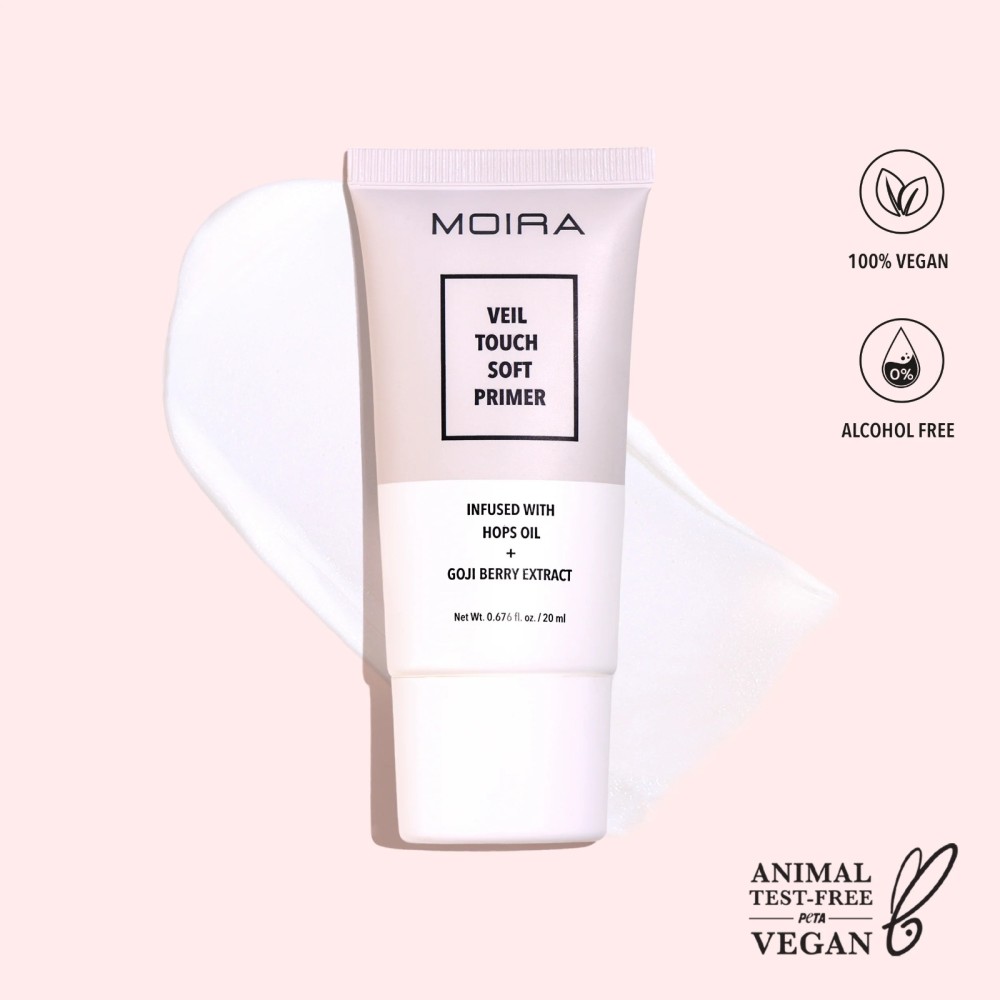 MOIRA
VEIL
TOUCH
SOFT
PRIMER
INFUSED WITH
HOPS OIL
+
GOJI BERRY EXTRACT
Net Wt. 0.676 fl. oz. / 20 ml
100% VEGAN
0%
ALCOHOL FREE
ANIMAL
TEST-FREE
PETA
VEGAN